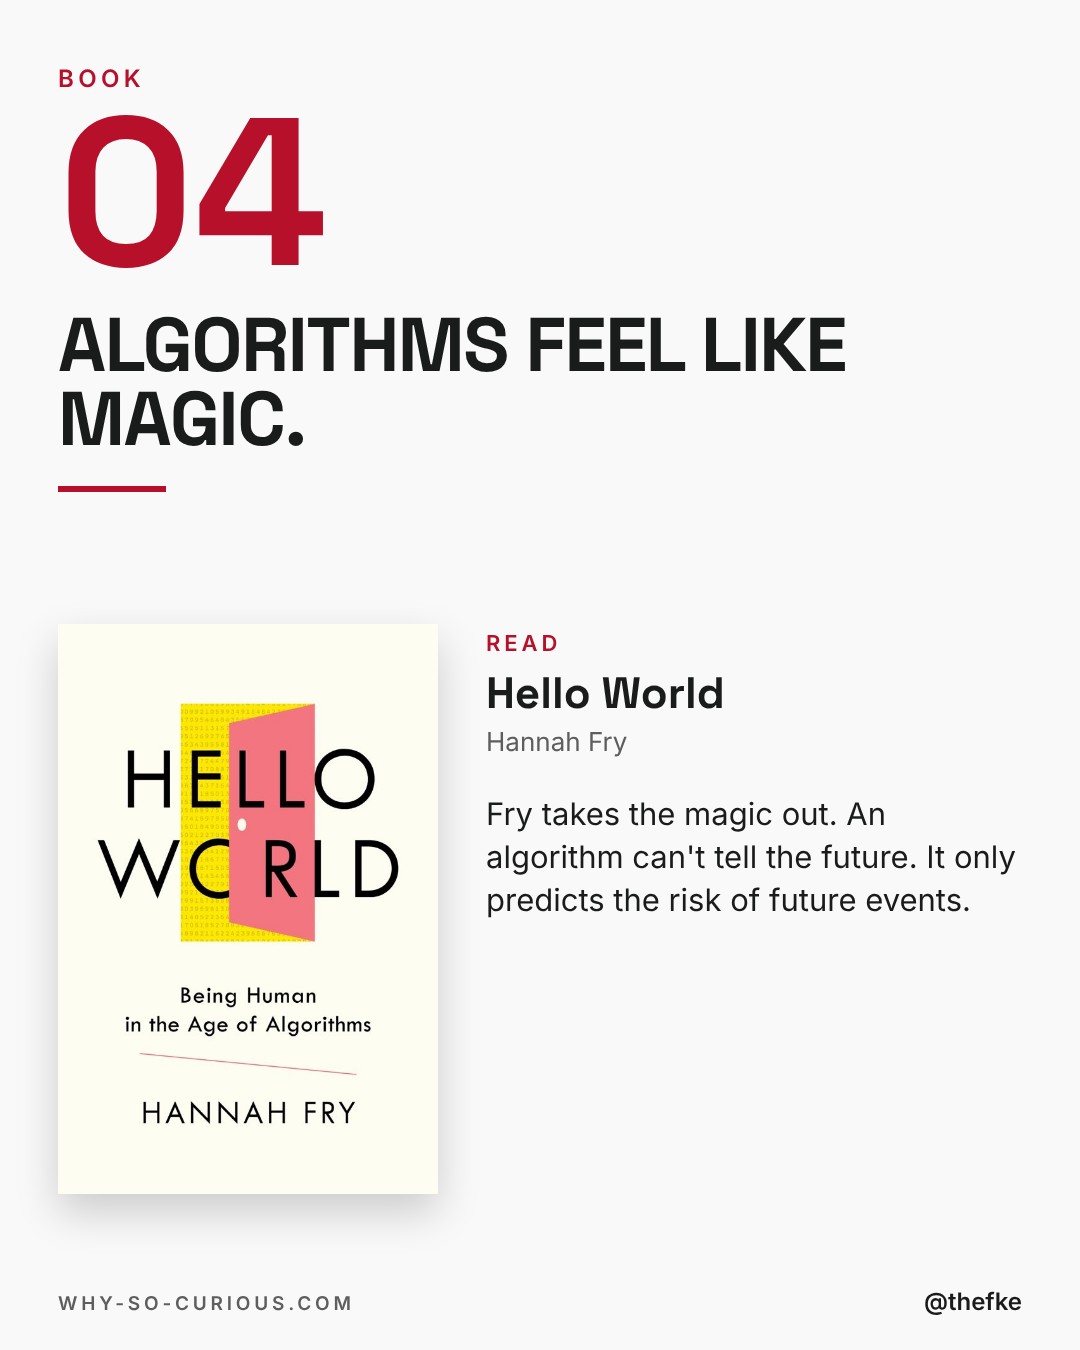 BOOK
04
ALGORITHMS FEEL LIKE
MAGIC.
HELLO
WORLD
Being Human
in the Age of Algorithms
HANNAH FRY
READ
Hello World
Hannah Fry
Fry takes the magic out. An
algorithm can't tell the future. It only
predicts the risk of future events.
WHY-SO-CURIOUS.COM
@thefke